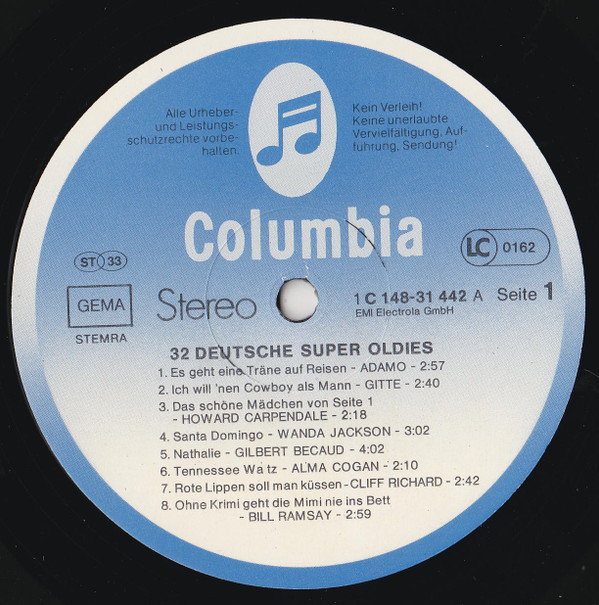 Alle Urheber-
und Leistungs-
schutzrechte vorbe-
halten.
Kein Verleih!
Keine unerlaubte
Vervielfältigung, Auf-
führung, Sendung!
Columbia
LC 0162
ST 33
GEMA
STEMRA
Stereo
1 C 148-31 442 A Seite 1
EMI Electrola GmbH
32 DEUTSCHE SUPER OLDIES
1. Es geht eine Träne auf Reisen - ADAMO - 2:57
2. Ich will 'nen Cowboy als Mann - GITTE - 2:40
3. Das schöne Mädchen von Seite 1
- HOWARD CARPENDALE - 2:18
4. Santa Domingo - WANDA JACKSON - 3:02
5. Nathalie - GILBERT BECAUD - 4:02
6. Tennessee Wa tz - ALMA COGAN - 2:10
7. Rote Lippen soll man küssen - CLIFF RICHARD - 2:42
8. Ohne Krimi geht die Mimi nie ins Bett
- BILL RAMSAY - 2:59